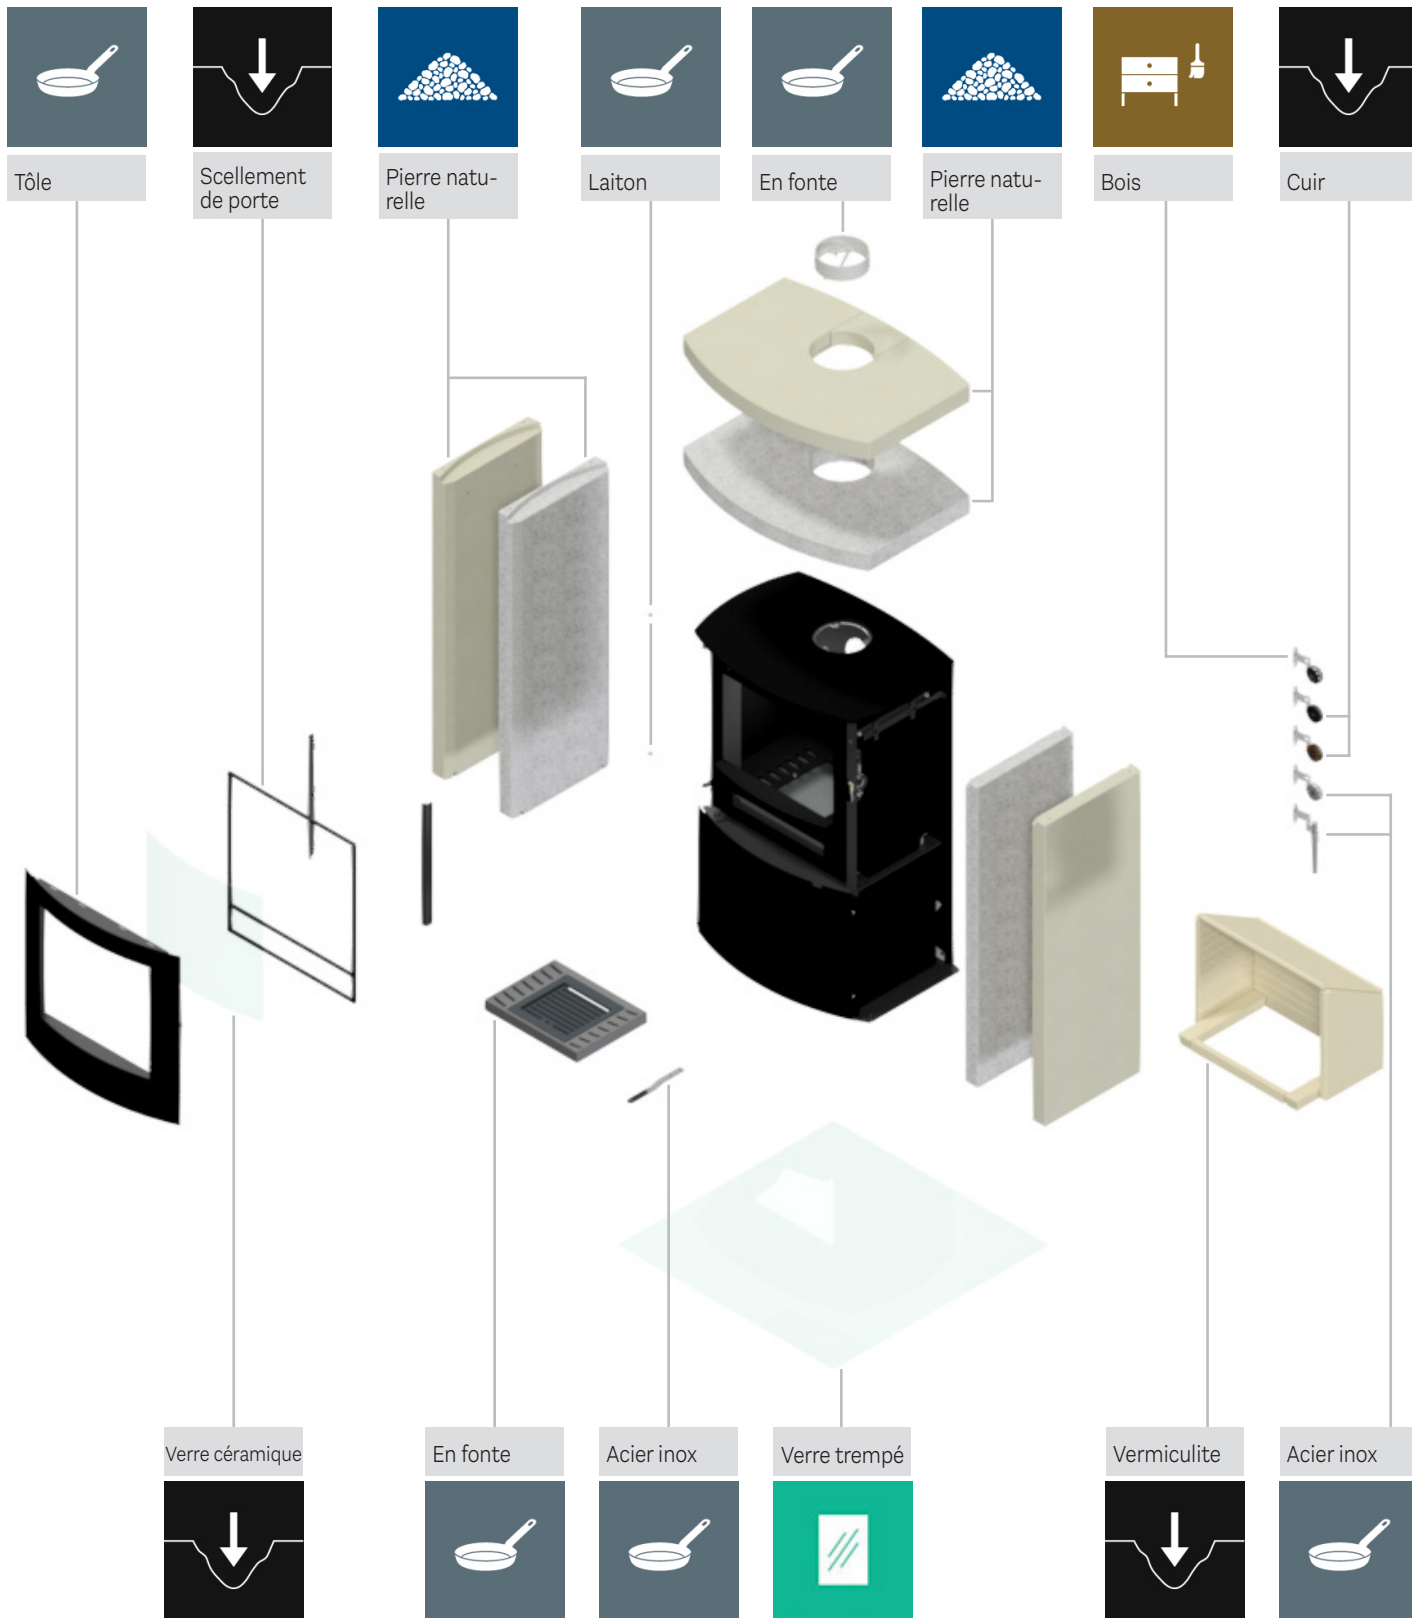 Tôle
Scellement
de porte
Pierre natu-
relle
Laiton
En fonte
Pierre natu-
relle
Bois
Cuir
Verre céramique
En fonte
Acier inox
Verre trempé
Vermiculite
Acier inox